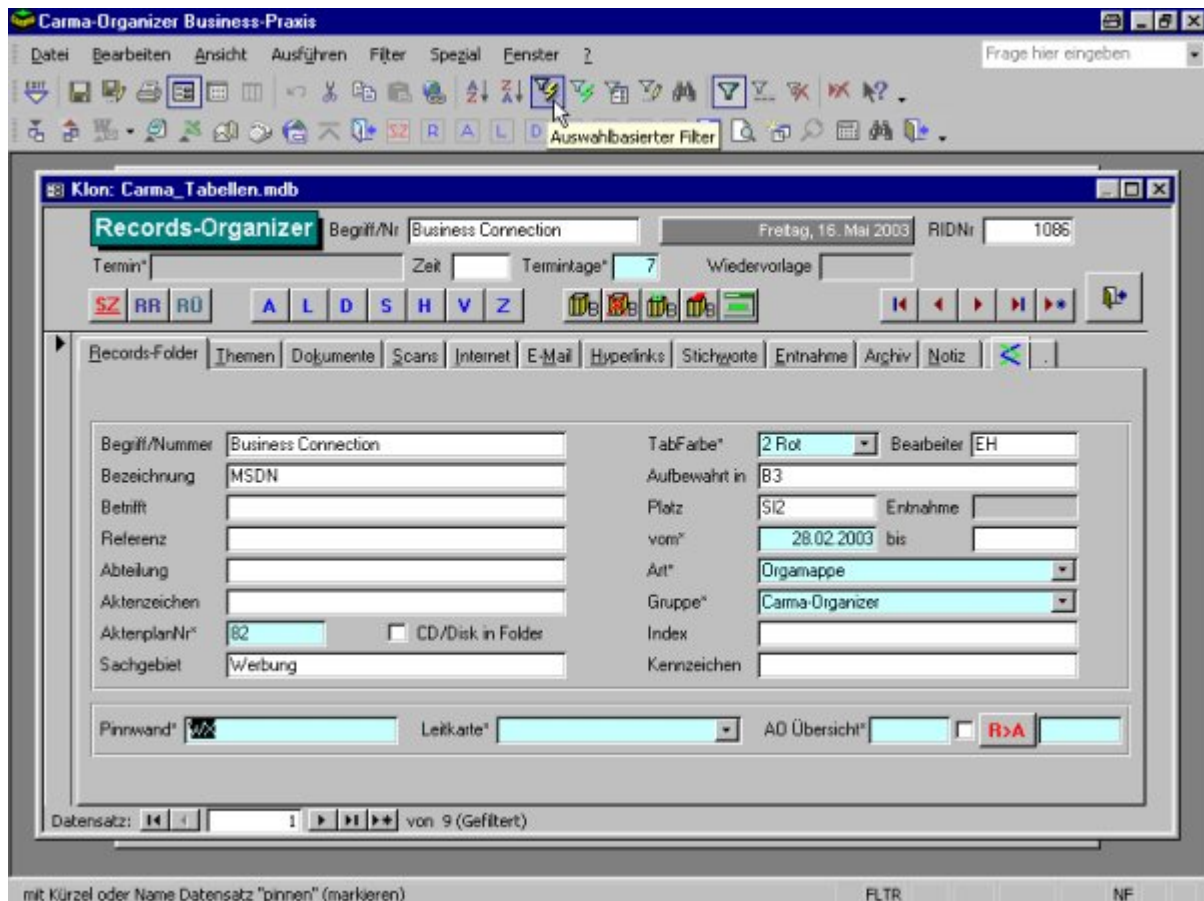 Carma-Organizer Business-Praxis
Datei Bearbeiten Ansicht Ausführen Filter Spezial Fenster ?
Frage hier eingeben
SZ R A L D
Auswahlbasierter Filter
Klon: Carma_Tabellen.mdb
Records-Organizer Begriff/Nr Business Connection Freitag, 16. Mai 2003 RIDNr 1086
Termin* Zeit Termintage* 7 Wiedervorlage
SZ RR RÜ A L D S H V Z
Records-Folder Themen Dokumente Scans Internet E-Mail Hyperlinks Stichworte Entnahme Archiv Notiz .
Begriff/Nummer Business Connection TabFarbe* 2 Rot Bearbeiter EH
Bezeichnung MSDN Aufbewahrt in B3
Betrifft Platz SI2 Entnahme
Referenz vom* 28.02.2003 bis
Abteilung Art* Orgamappe
Aktenzeichen Gruppe* Carma-Organizer
AktenplanNr* 82 CD/Disk in Folder Index
Sachgebiet Werbung Kennzeichen
Pinnwand* WX Leitkarte* AO Übersicht* R>A
Datensatz: 1 von 9 (Gefiltert)
mit Kürzel oder Name Datensatz "pinnen" (markieren) FLTR NF